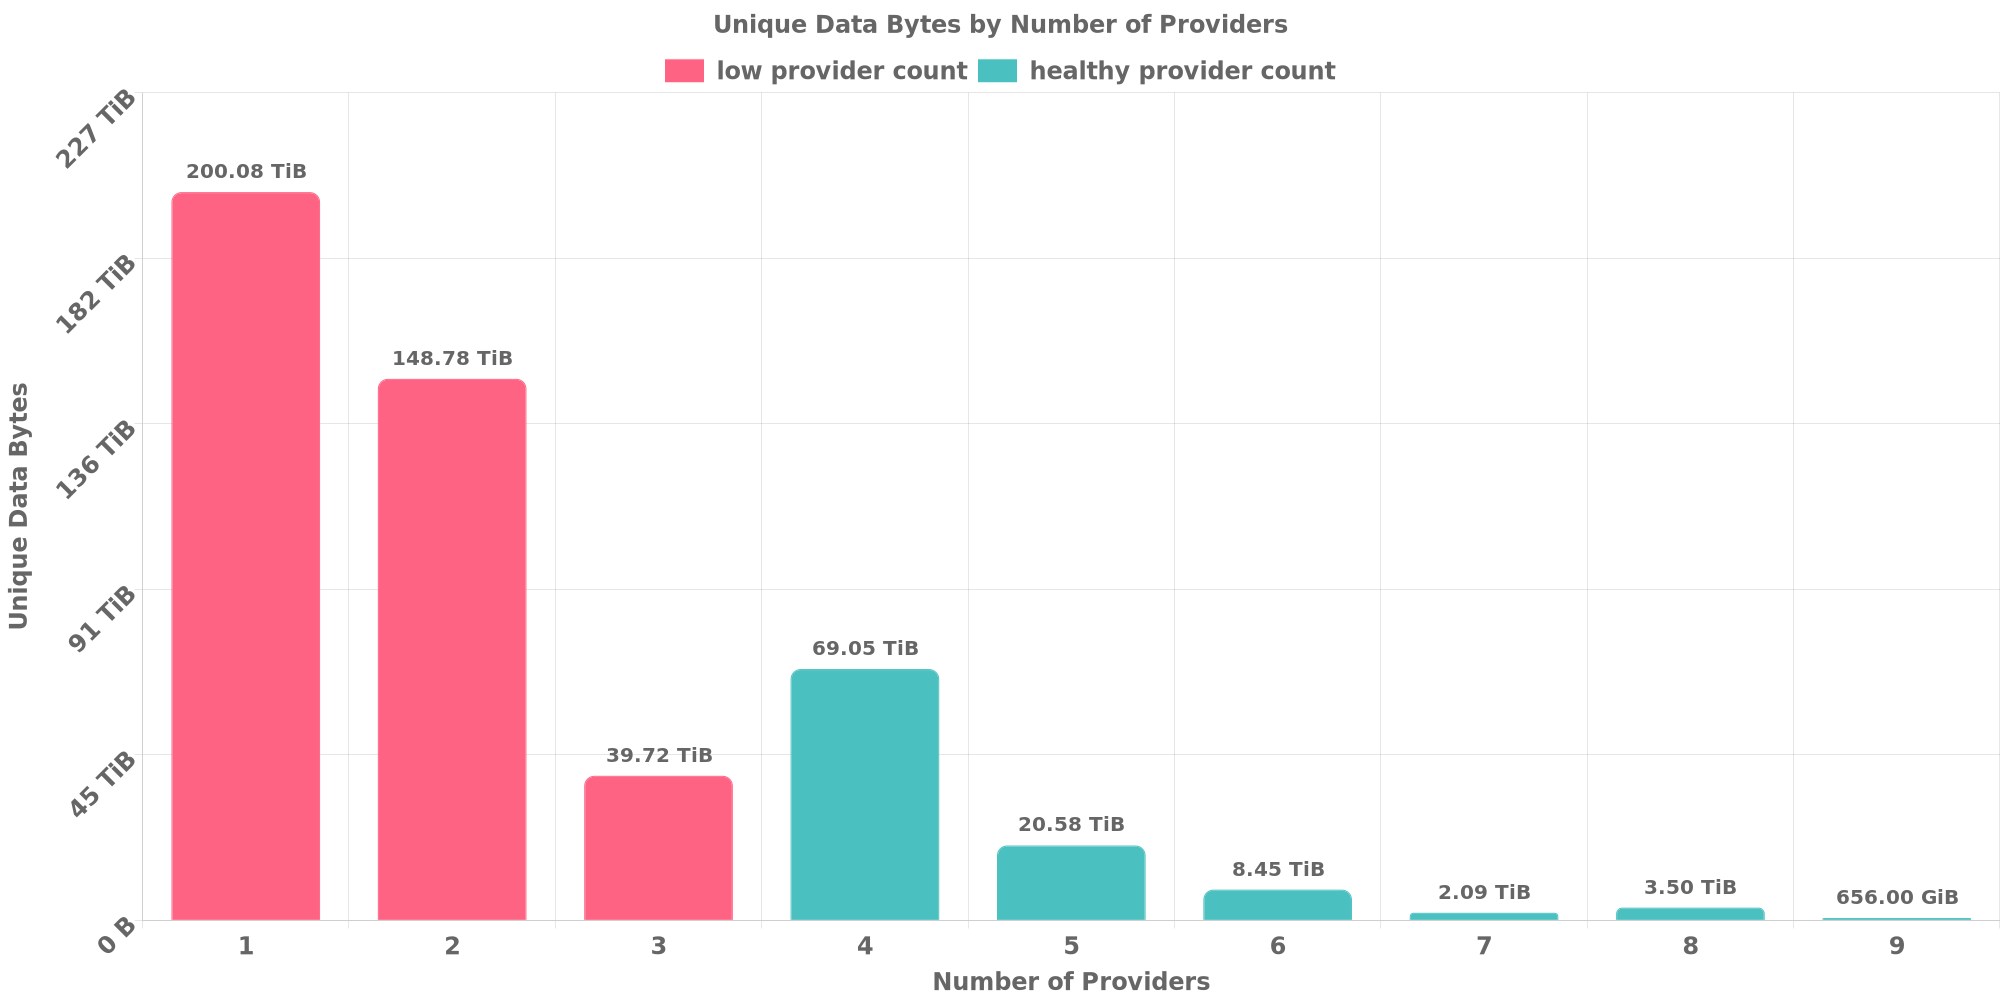 Unique Data Bytes by Number of Providers
low provider count healthy provider count
Unique Data Bytes
227 TiB
182 TiB
136 TiB
91 TiB
45 TiB
0 B
200.08 TiB
148.78 TiB
39.72 TiB
69.05 TiB
20.58 TiB
8.45 TiB
2.09 TiB
3.50 TiB
656.00 GiB
1 2 3 4 5 6 7 8 9
Number of Providers